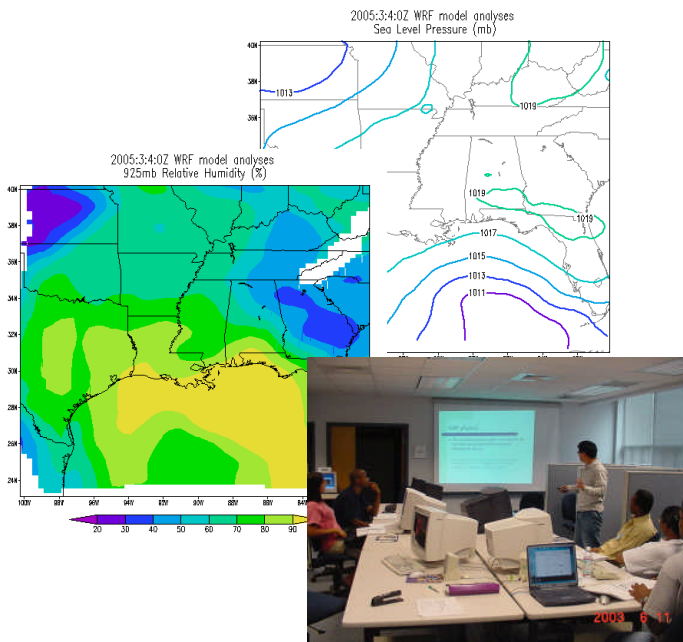 2005:3:4:0Z WRF model analyses
Sea Level Pressure (mb)
40N
38N
36N
1013
1019
1019
1019
1017
1015
1013
1011
2005:3:4:0Z WRF model analyses
925mb Relative Humidity (%)
40N
38N
36N
34N
32N
30N
28N
26N
24N
100W
98W
96W
94W
92W
90W
88W
86W
84W
20 30 40 50 60 70 80 90
WRF physics
2003 6 11